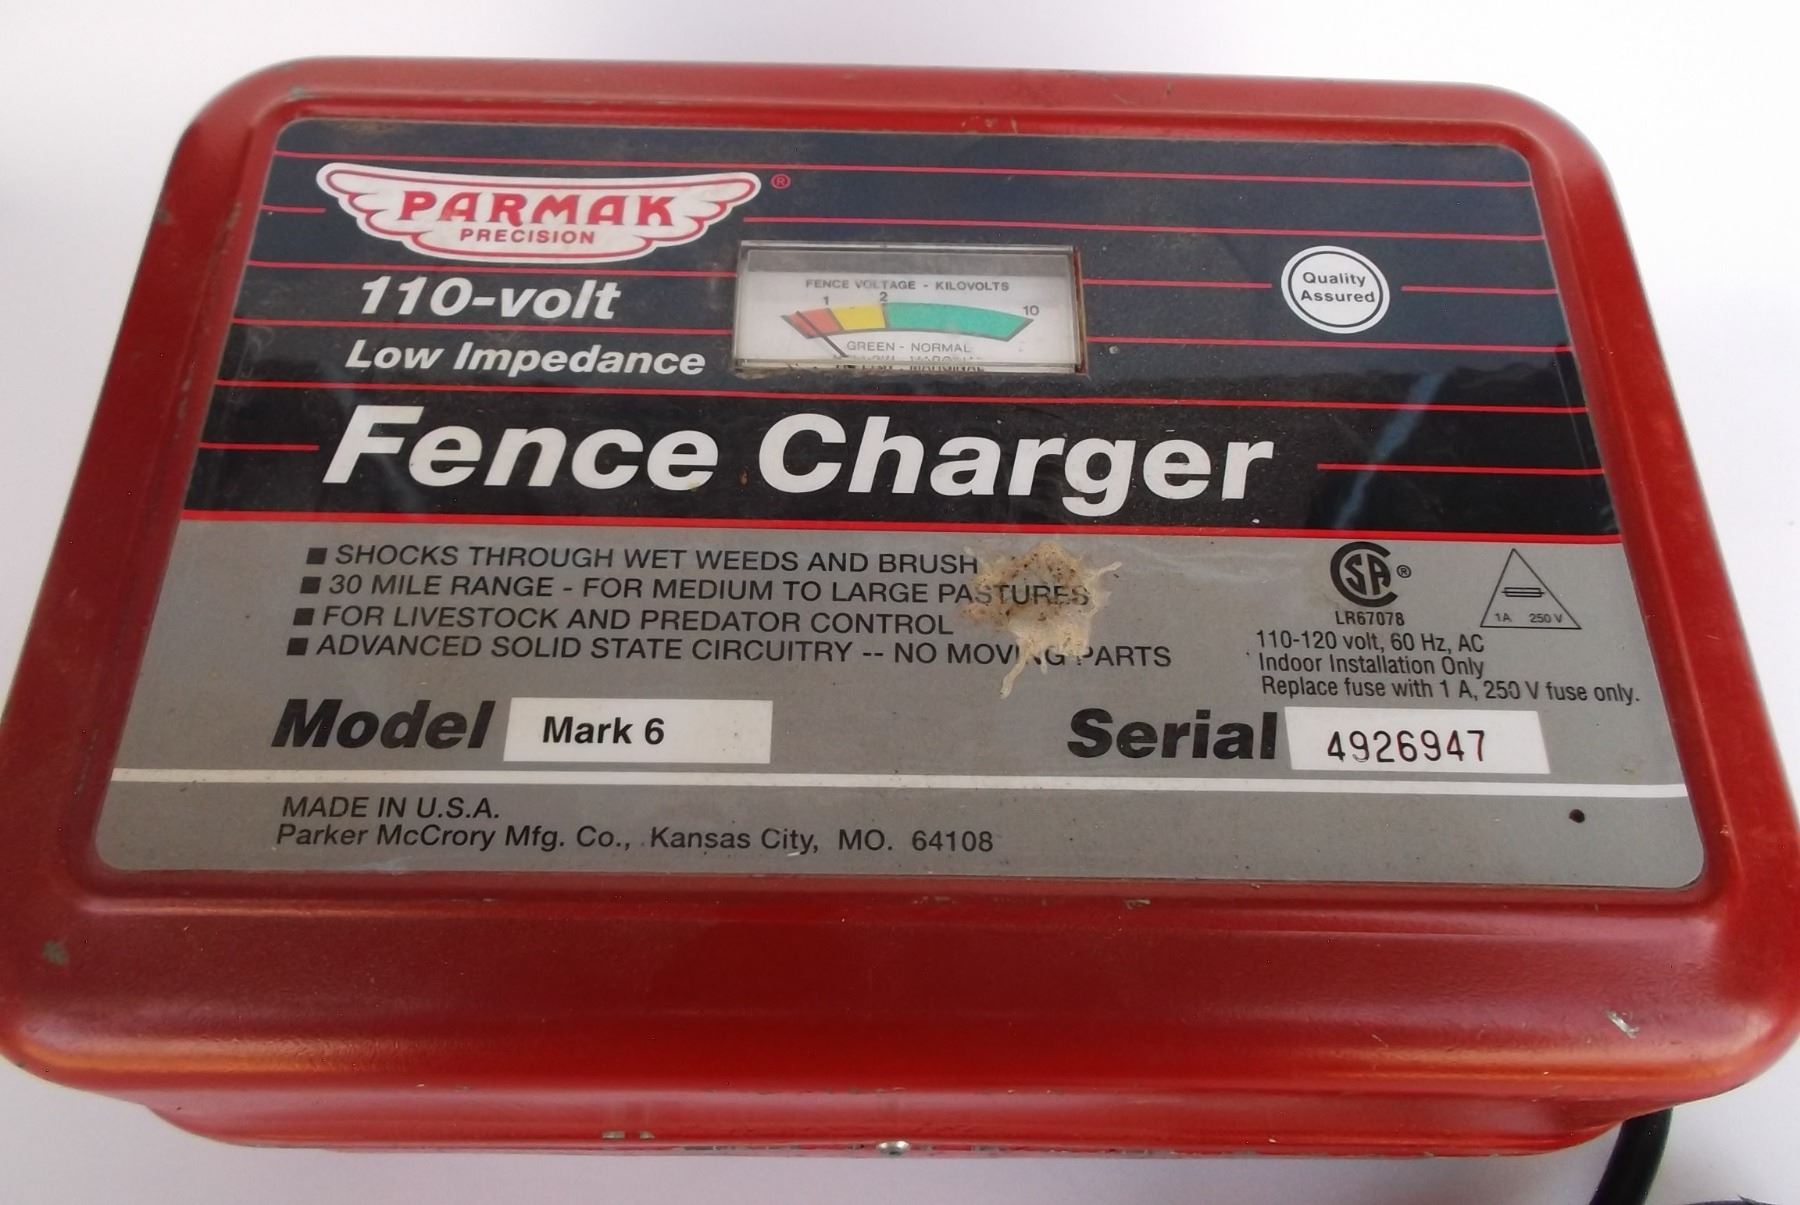 PARMAK ®
PRECISION
110-volt
Low Impedance
FENCE VOLTAGE - KILOVOLTS
1 2 10
GREEN - NORMAL
Quality
Assured
Fence Charger
■ SHOCKS THROUGH WET WEEDS AND BRUSH
■ 30 MILE RANGE - FOR MEDIUM TO LARGE PASTURES
■ FOR LIVESTOCK AND PREDATOR CONTROL
■ ADVANCED SOLID STATE CIRCUITRY -- NO MOVING PARTS
SA ®
LR67078
1A 250 V
110-120 volt, 60 Hz, AC
Indoor Installation Only
Replace fuse with 1 A, 250 V fuse only.
Model Mark 6
Serial 4926947
MADE IN U.S.A.
Parker McCrory Mfg. Co., Kansas City, MO. 64108